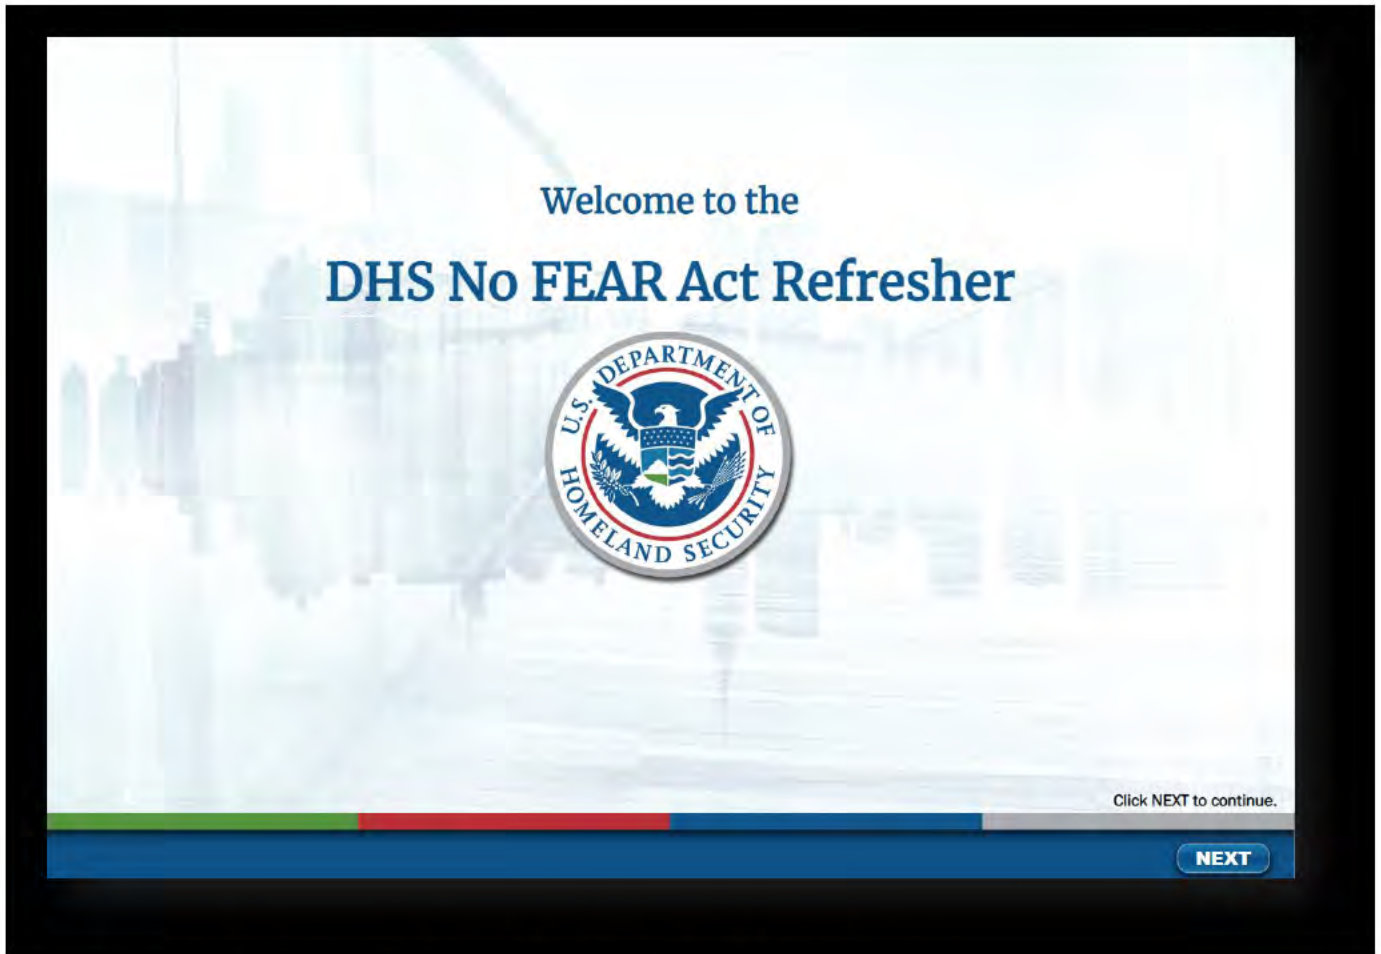 Welcome to the
DHS No FEAR Act Refresher
U.S. DEPARTMENT OF
HOMELAND SECURITY
Click NEXT to continue.
NEXT